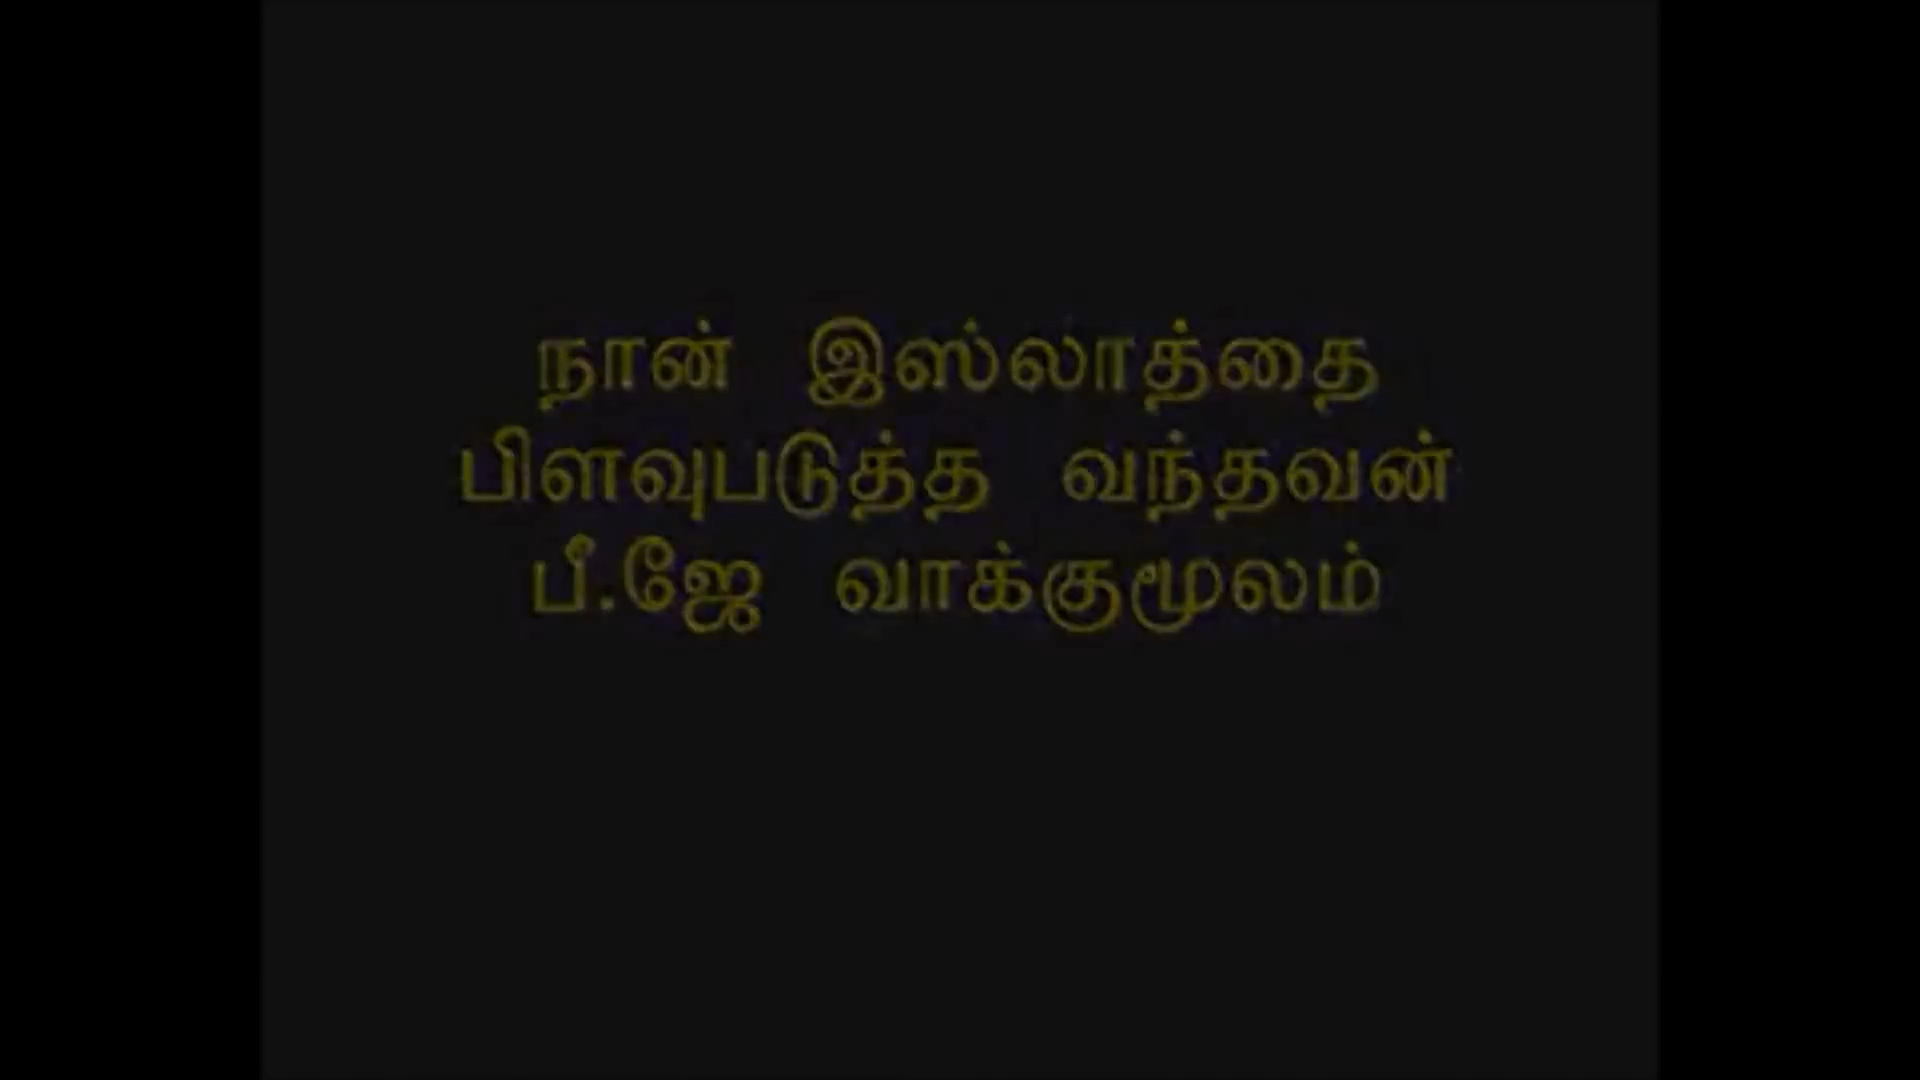 நான் இஸ்லாத்தை
பிளவுபடுத்த வந்தவன்
பீ.ஜே வாக்குமூலம்